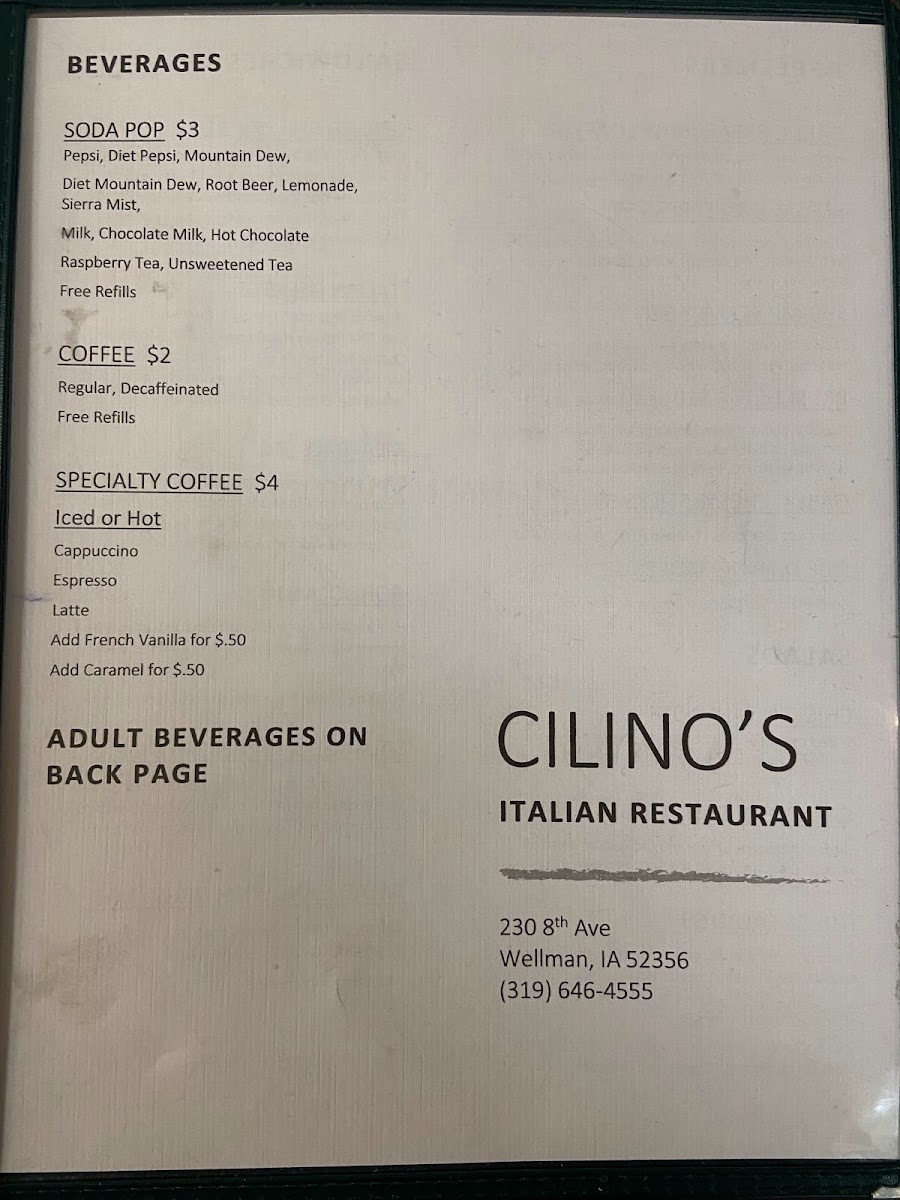 BEVERAGES
SODA POP $3
Pepsi, Diet Pepsi, Mountain Dew,
Diet Mountain Dew, Root Beer, Lemonade,
Sierra Mist,
Milk, Chocolate Milk, Hot Chocolate
Raspberry Tea, Unsweetened Tea
Free Refills
COFFEE $2
Regular, Decaffeinated
Free Refills
SPECIALTY COFFEE $4
Iced or Hot
Cappuccino
Espresso
Latte
Add French Vanilla for $.50
Add Caramel for $.50
ADULT BEVERAGES ON
BACK PAGE
CILINO'S
ITALIAN RESTAURANT
230 8th Ave
Wellman, IA 52356
(319) 646-4555